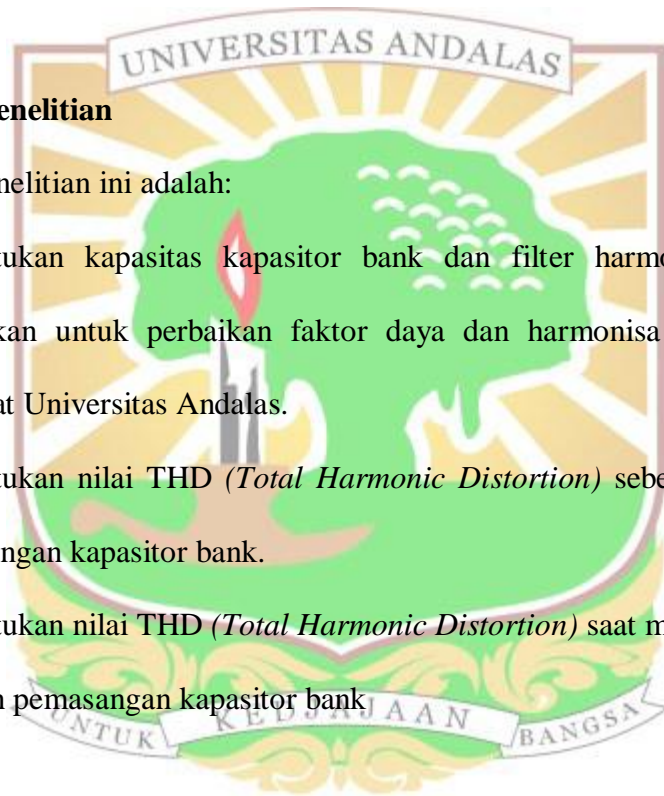 UNIVERSITAS ANDALAS
enelitian
nelitian ini adalah:
tukan kapasitas kapasitor bank dan filter harmo
kan untuk perbaikan faktor daya dan harmonisa
at Universitas Andalas.
tukan nilai THD (Total Harmonic Distortion) sebe
ngan kapasitor bank.
tukan nilai THD (Total Harmonic Distortion) saat m
n pemasangan kapasitor bank
UNTUK KEDJAJAAN BANGSA